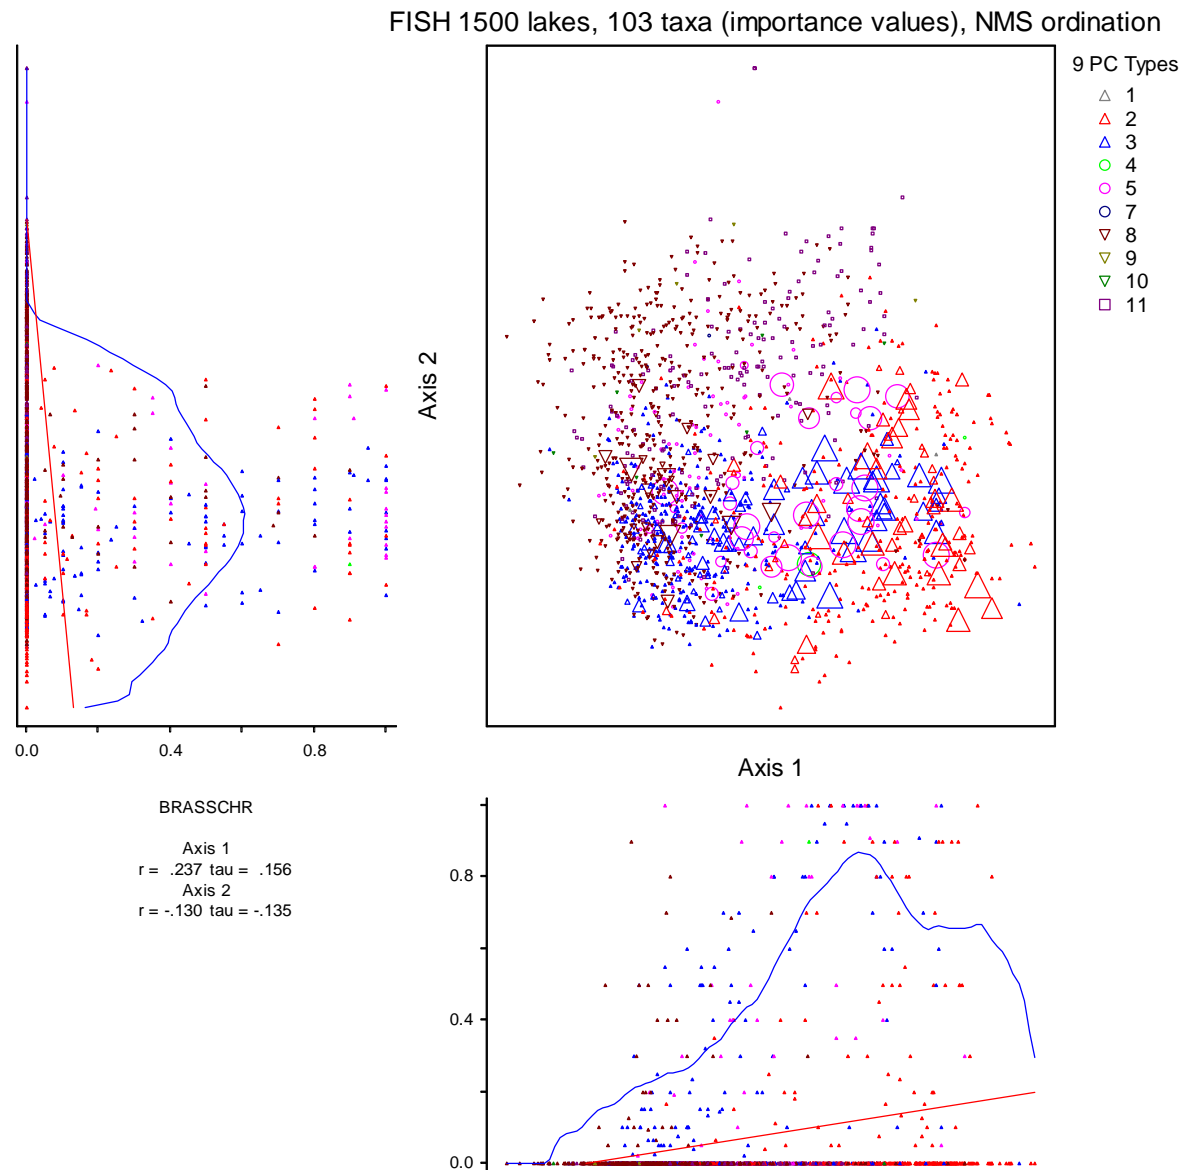 FISH 1500 lakes, 103 taxa (importance values), NMS ordination
9 PC Types
1
2
3
4
5
7
8
9
10
11
Axis 2
0.0 0.4 0.8
Axis 1
BRASSCHR
Axis 1
r = .237 tau = .156
Axis 2
r = -.130 tau = -.135
0.8
0.4
0.0